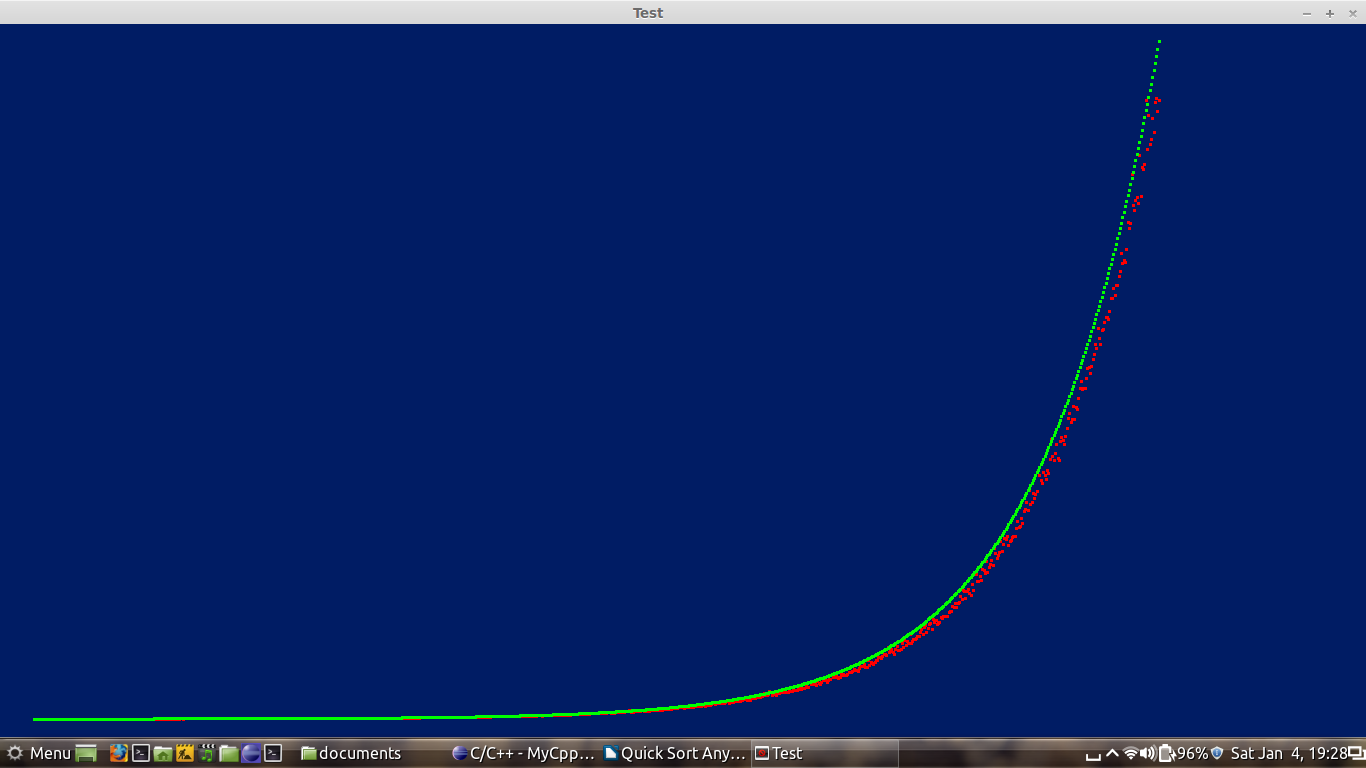 Test
Menu
documents
C/C++ - MyCpp...
Quick Sort Any...
Test
96%
Sat Jan 4, 19:28